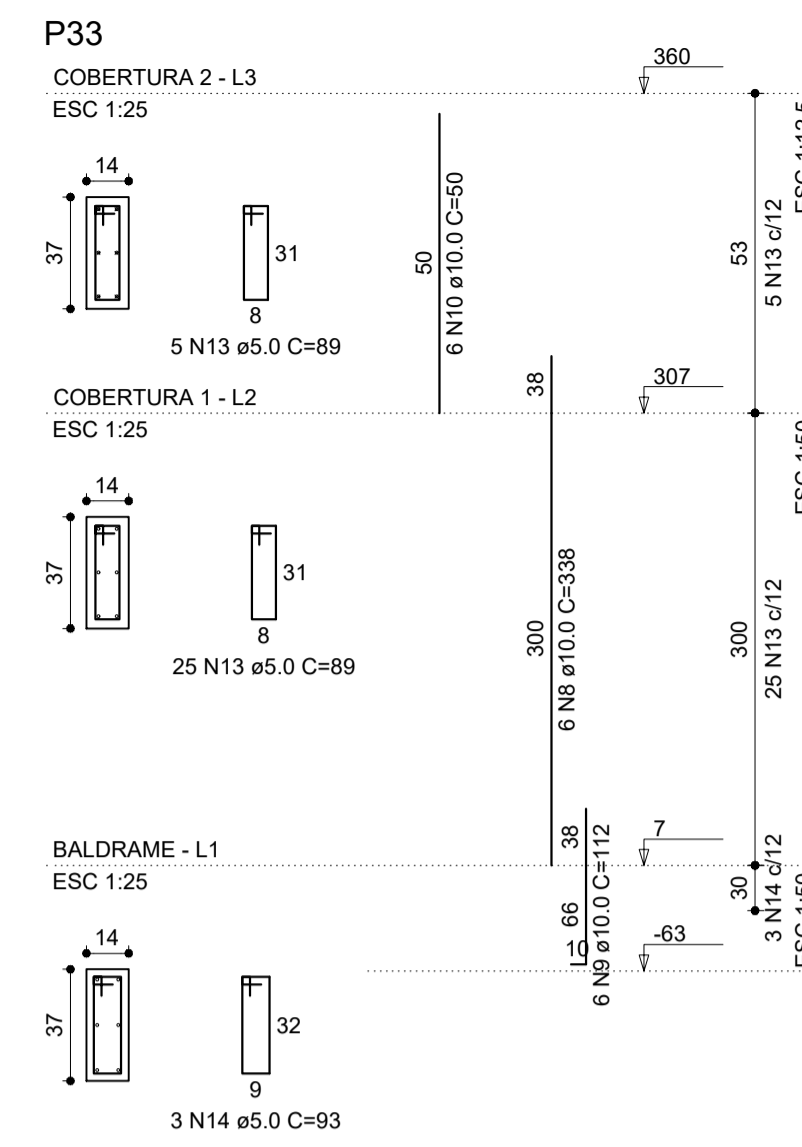 P33
COBERTURA 2 - L3
ESC 1:25
360
14
37
31
8
5 N13 ø5.0 C=89
50
6 N10 ø10.0 C=50
53
5 N13 c/12
COBERTURA 1 - L2
ESC 1:25
38
307
14
37
31
8
25 N13 ø5.0 C=89
300
6 N8 ø10.0 C=338
300
25 N13 c/12
BALDRAME - L1
ESC 1:25
38
66
10
6 N9 ø10.0 C=112
7
30
3 N14 c/12
-63
14
37
32
9
3 N14 ø5.0 C=93